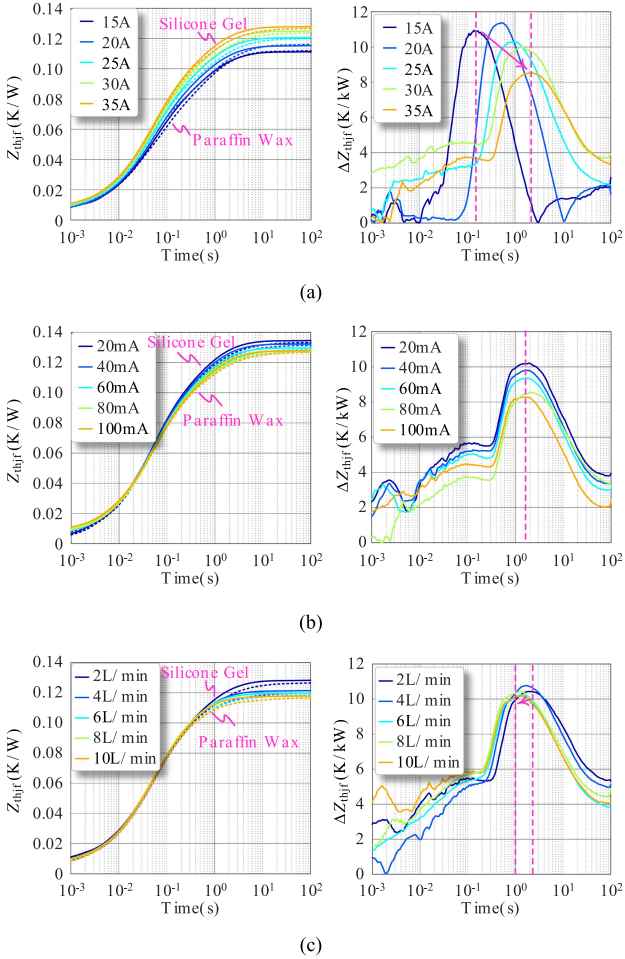 Z_thjf (K/W)
0.14
0.12
0.10
0.08
0.06
0.04
0.02
0
15A
20A
25A
30A
35A
Silicone Gel
Paraffin Wax
10^-3
10^-2
10^-1
10^0
10^1
10^2
Time(s)
ΔZ_thjf (K/kW)
12
10
8
6
4
2
0
15A
20A
25A
30A
35A
10^-3
10^-2
10^-1
10^0
10^1
10^2
Time(s)
(a)
Z_thjf (K/W)
0.14
0.12
0.10
0.08
0.06
0.04
0.02
0
20mA
40mA
60mA
80mA
100mA
Silicone Gel
Paraffin Wax
10^-3
10^-2
10^-1
10^0
10^1
10^2
Time(s)
ΔZ_thjf (K/kW)
12
10
8
6
4
2
0
20mA
40mA
60mA
80mA
100mA
10^-3
10^-2
10^-1
10^0
10^1
10^2
Time(s)
(b)
Z_thjf (K/W)
0.14
0.12
0.10
0.08
0.06
0.04
0.02
0
2L/ min
4L/ min
6L/ min
8L/ min
10L/ min
Silicone Gel
Paraffin Wax
10^-3
10^-2
10^-1
10^0
10^1
10^2
Time(s)
ΔZ_thjf (K/kW)
12
10
8
6
4
2
0
2L/ min
4L/ min
6L/ min
8L/ min
10L/ min
10^-3
10^-2
10^-1
10^0
10^1
10^2
Time(s)
(c)